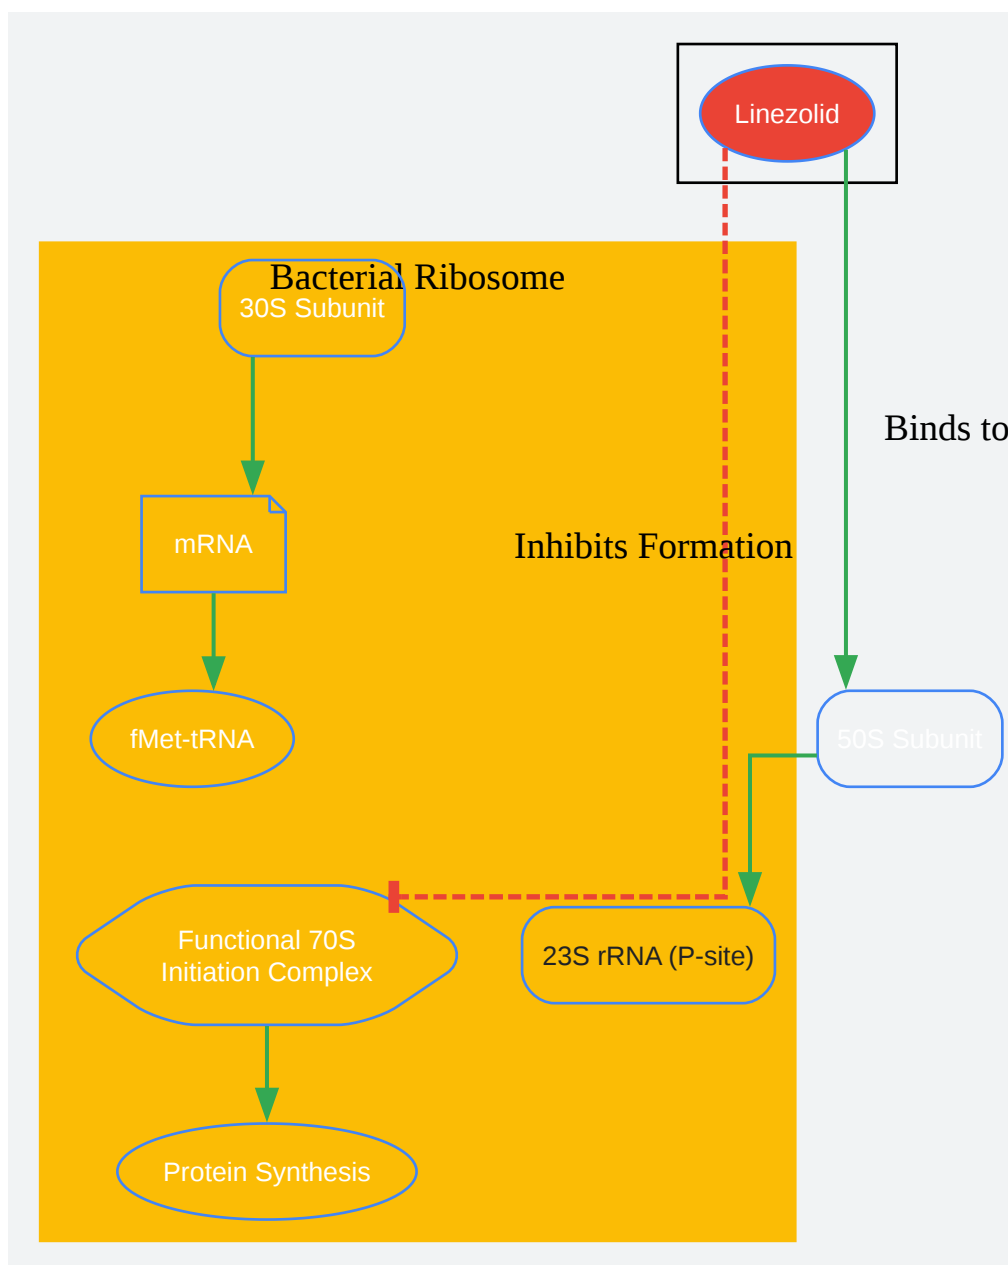 Linezolid
Bacterial Ribosome
30S Subunit
Binds to
mRNA
Inhibits Formation
fMet-tRNA
50S Subunit
Functional 70S
Initiation Complex
23S rRNA (P-site)
Protein Synthesis